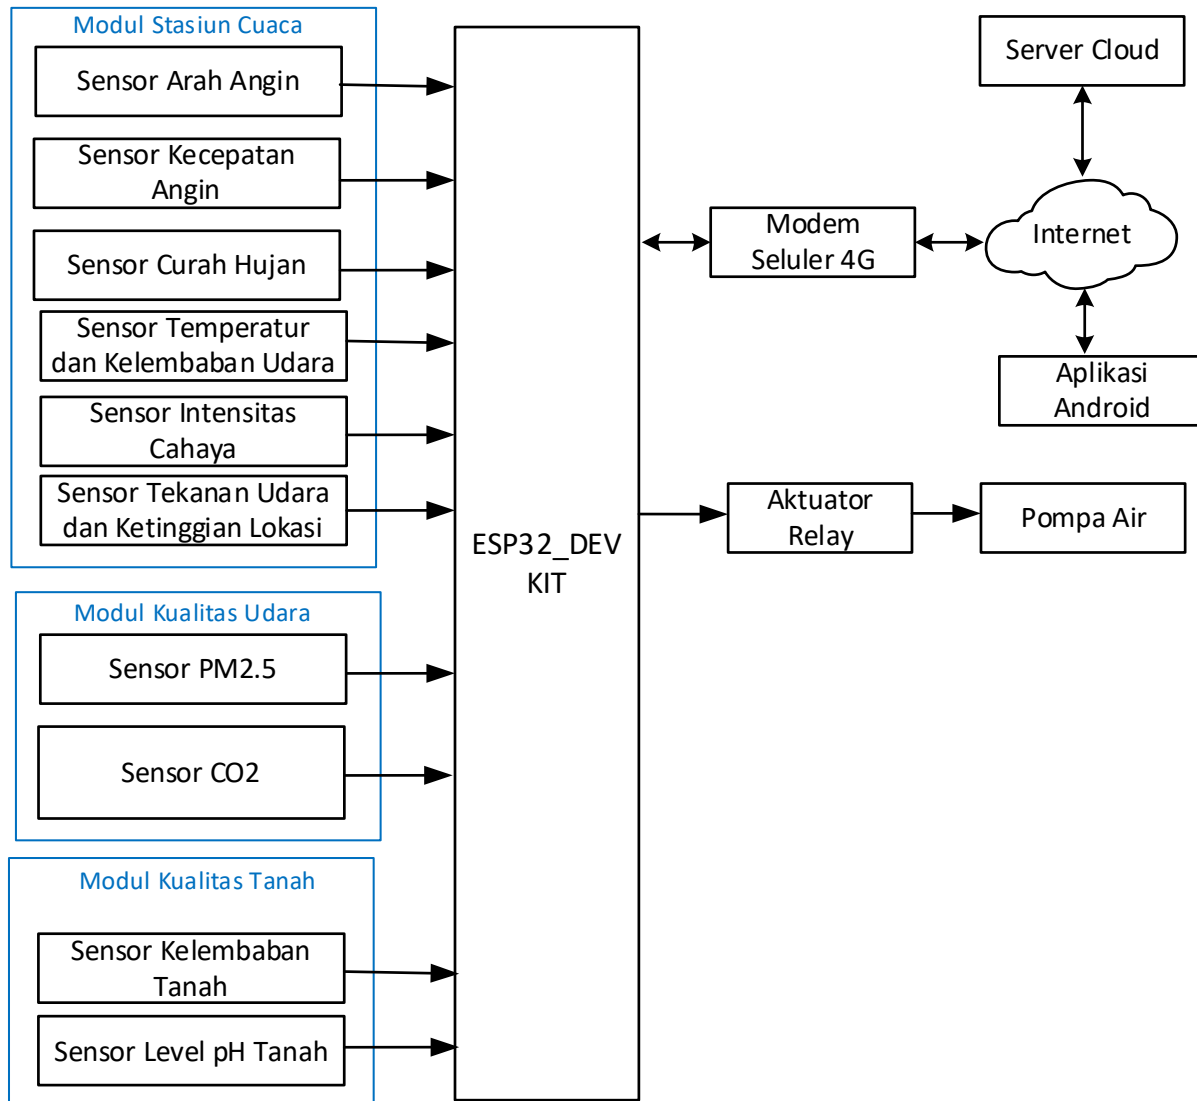 Modul Stasiun Cuaca
Sensor Arah Angin
Sensor Kecepatan
Angin
Sensor Curah Hujan
Sensor Temperatur
dan Kelembaban Udara
Sensor Intensitas
Cahaya
Sensor Tekanan Udara
dan Ketinggian Lokasi
Modul Kualitas Udara
Sensor PM2.5
Sensor CO2
Modul Kualitas Tanah
Sensor Kelembaban
Tanah
Sensor Level pH Tanah
ESP32_DEV
KIT
Server Cloud
Modem
Seluler 4G
Internet
Aplikasi
Android
Aktuator
Relay
Pompa Air